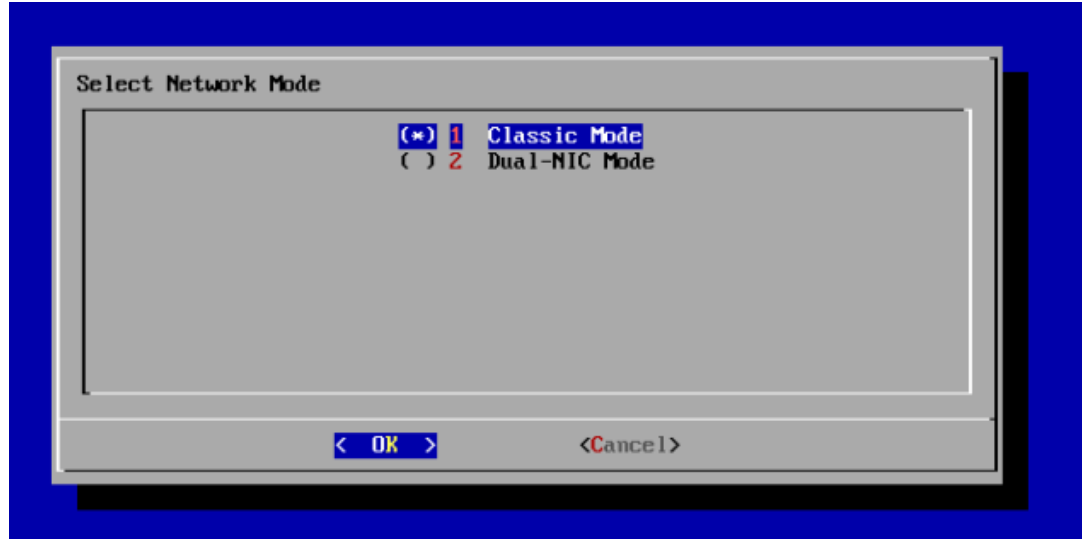 Select Network Mode
(*) 1 Classic Mode
( ) 2 Dual-NIC Mode
< OK > <Cancel>